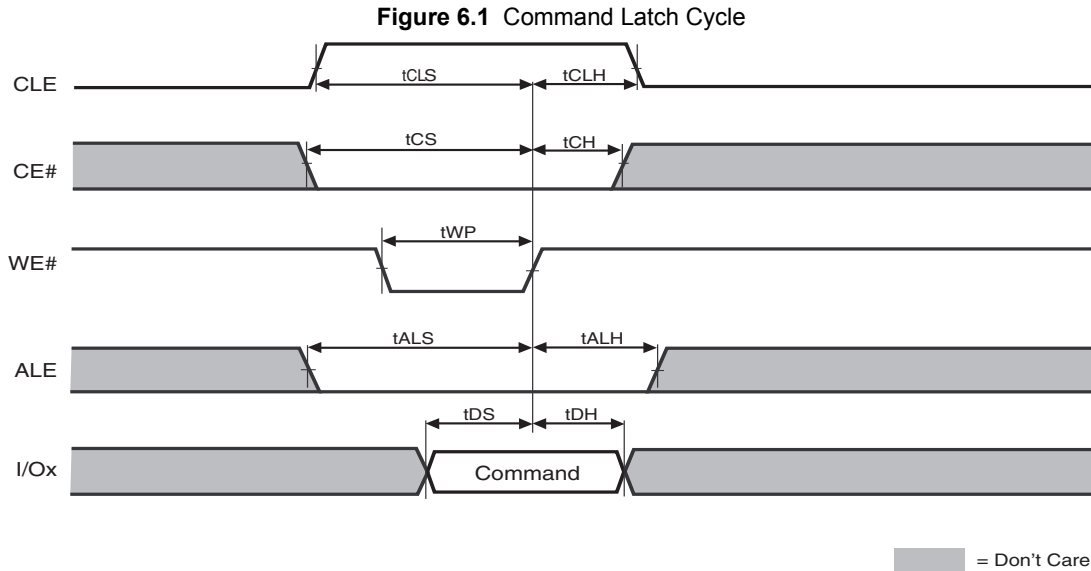 Figure 6.1 Command Latch Cycle
CLE
tCLS
tCLH
CE#
tCS
tCH
WE#
tWP
ALE
tALS
tALH
I/Ox
tDS
tDH
Command
= Don't Care